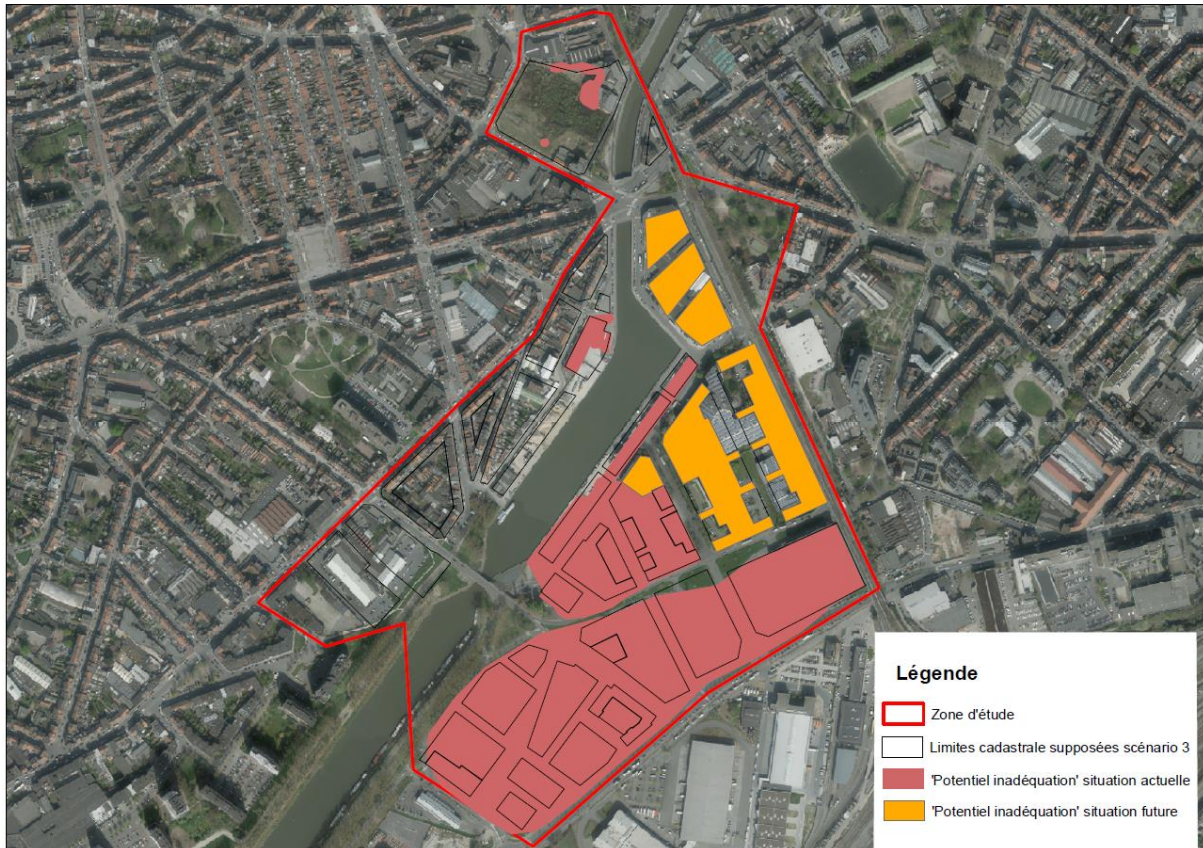 Légende
Zone d'étude
Limites cadastrale supposées scénario 3
'Potentiel inadéquation' situation actuelle
'Potentiel inadéquation' situation future